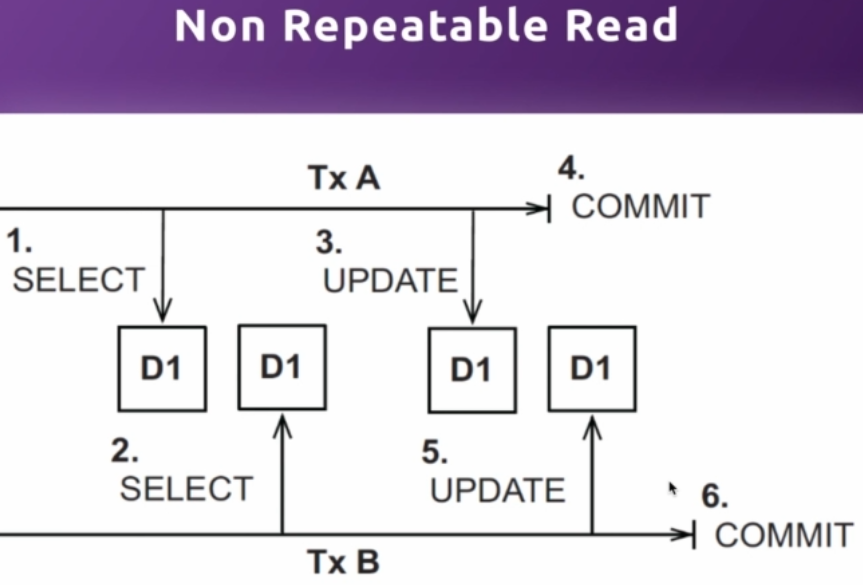 Non Repeatable Read
Tx A
4.
COMMIT
1.
SELECT
3.
UPDATE
D1
D1
D1
D1
2.
SELECT
5.
UPDATE
6.
COMMIT
Tx B